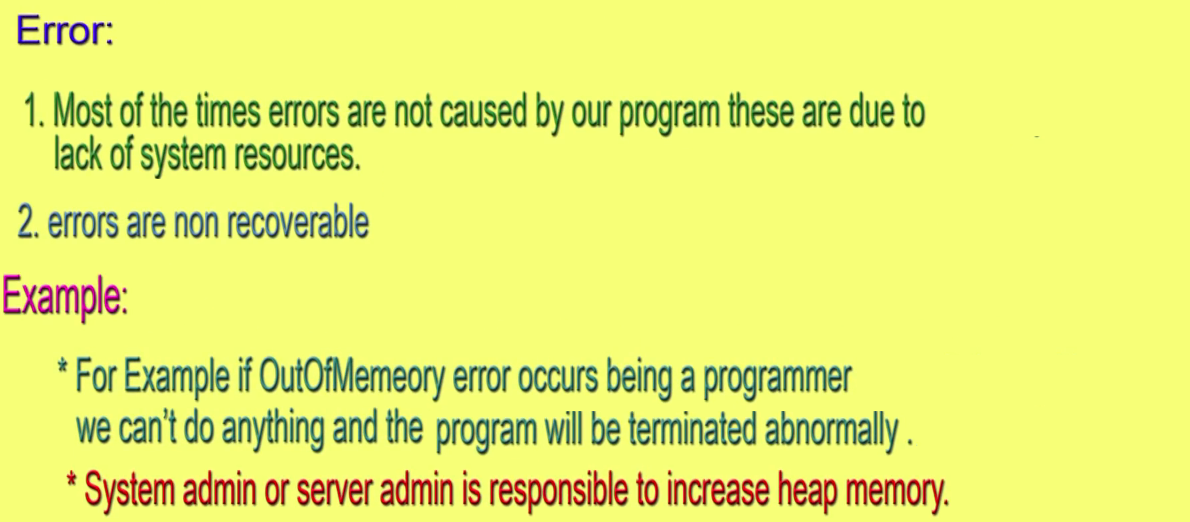 Error:
1. Most of the times errors are not caused by our program these are due to
lack of system resources.
2. errors are non recoverable
Example:
* For Example if OutOfMemeory error occurs being a programmer
we can't do anything and the program will be terminated abnormally .
* System admin or server admin is responsible to increase heap memory.